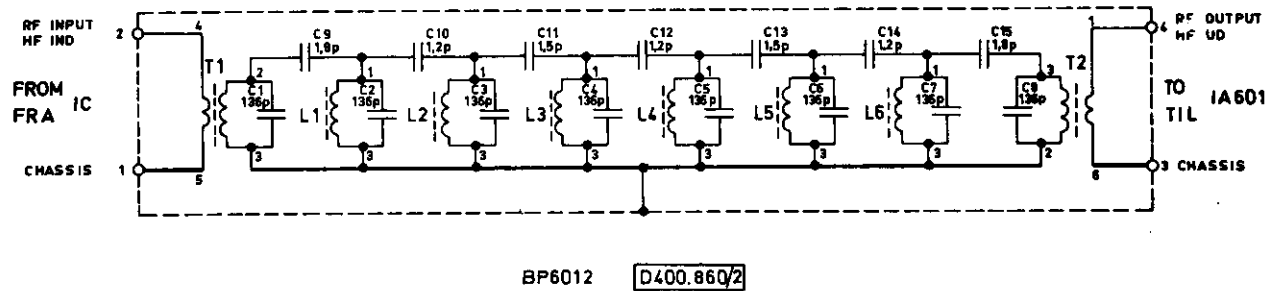 RF INPUT
HF IND
2
4
FROM
FRA
IC
CHASSIS
1
5
T1
2
C1
136p
3
C9
1,8p
L1
1
C2
136p
3
C10
1,2p
L2
1
C3
136p
3
C11
1,5p
L3
1
C4
136p
3
C12
1,2p
L4
1
C5
136p
3
C13
1,5p
L5
1
C6
136p
3
C14
1,2p
L6
1
C7
136p
3
C15
1,8p
3
C8
136p
2
T2
1
6
4
RF OUTPUT
HF UD
TO
TIL
IA601
3 CHASSIS
BP6012
D400.860/2